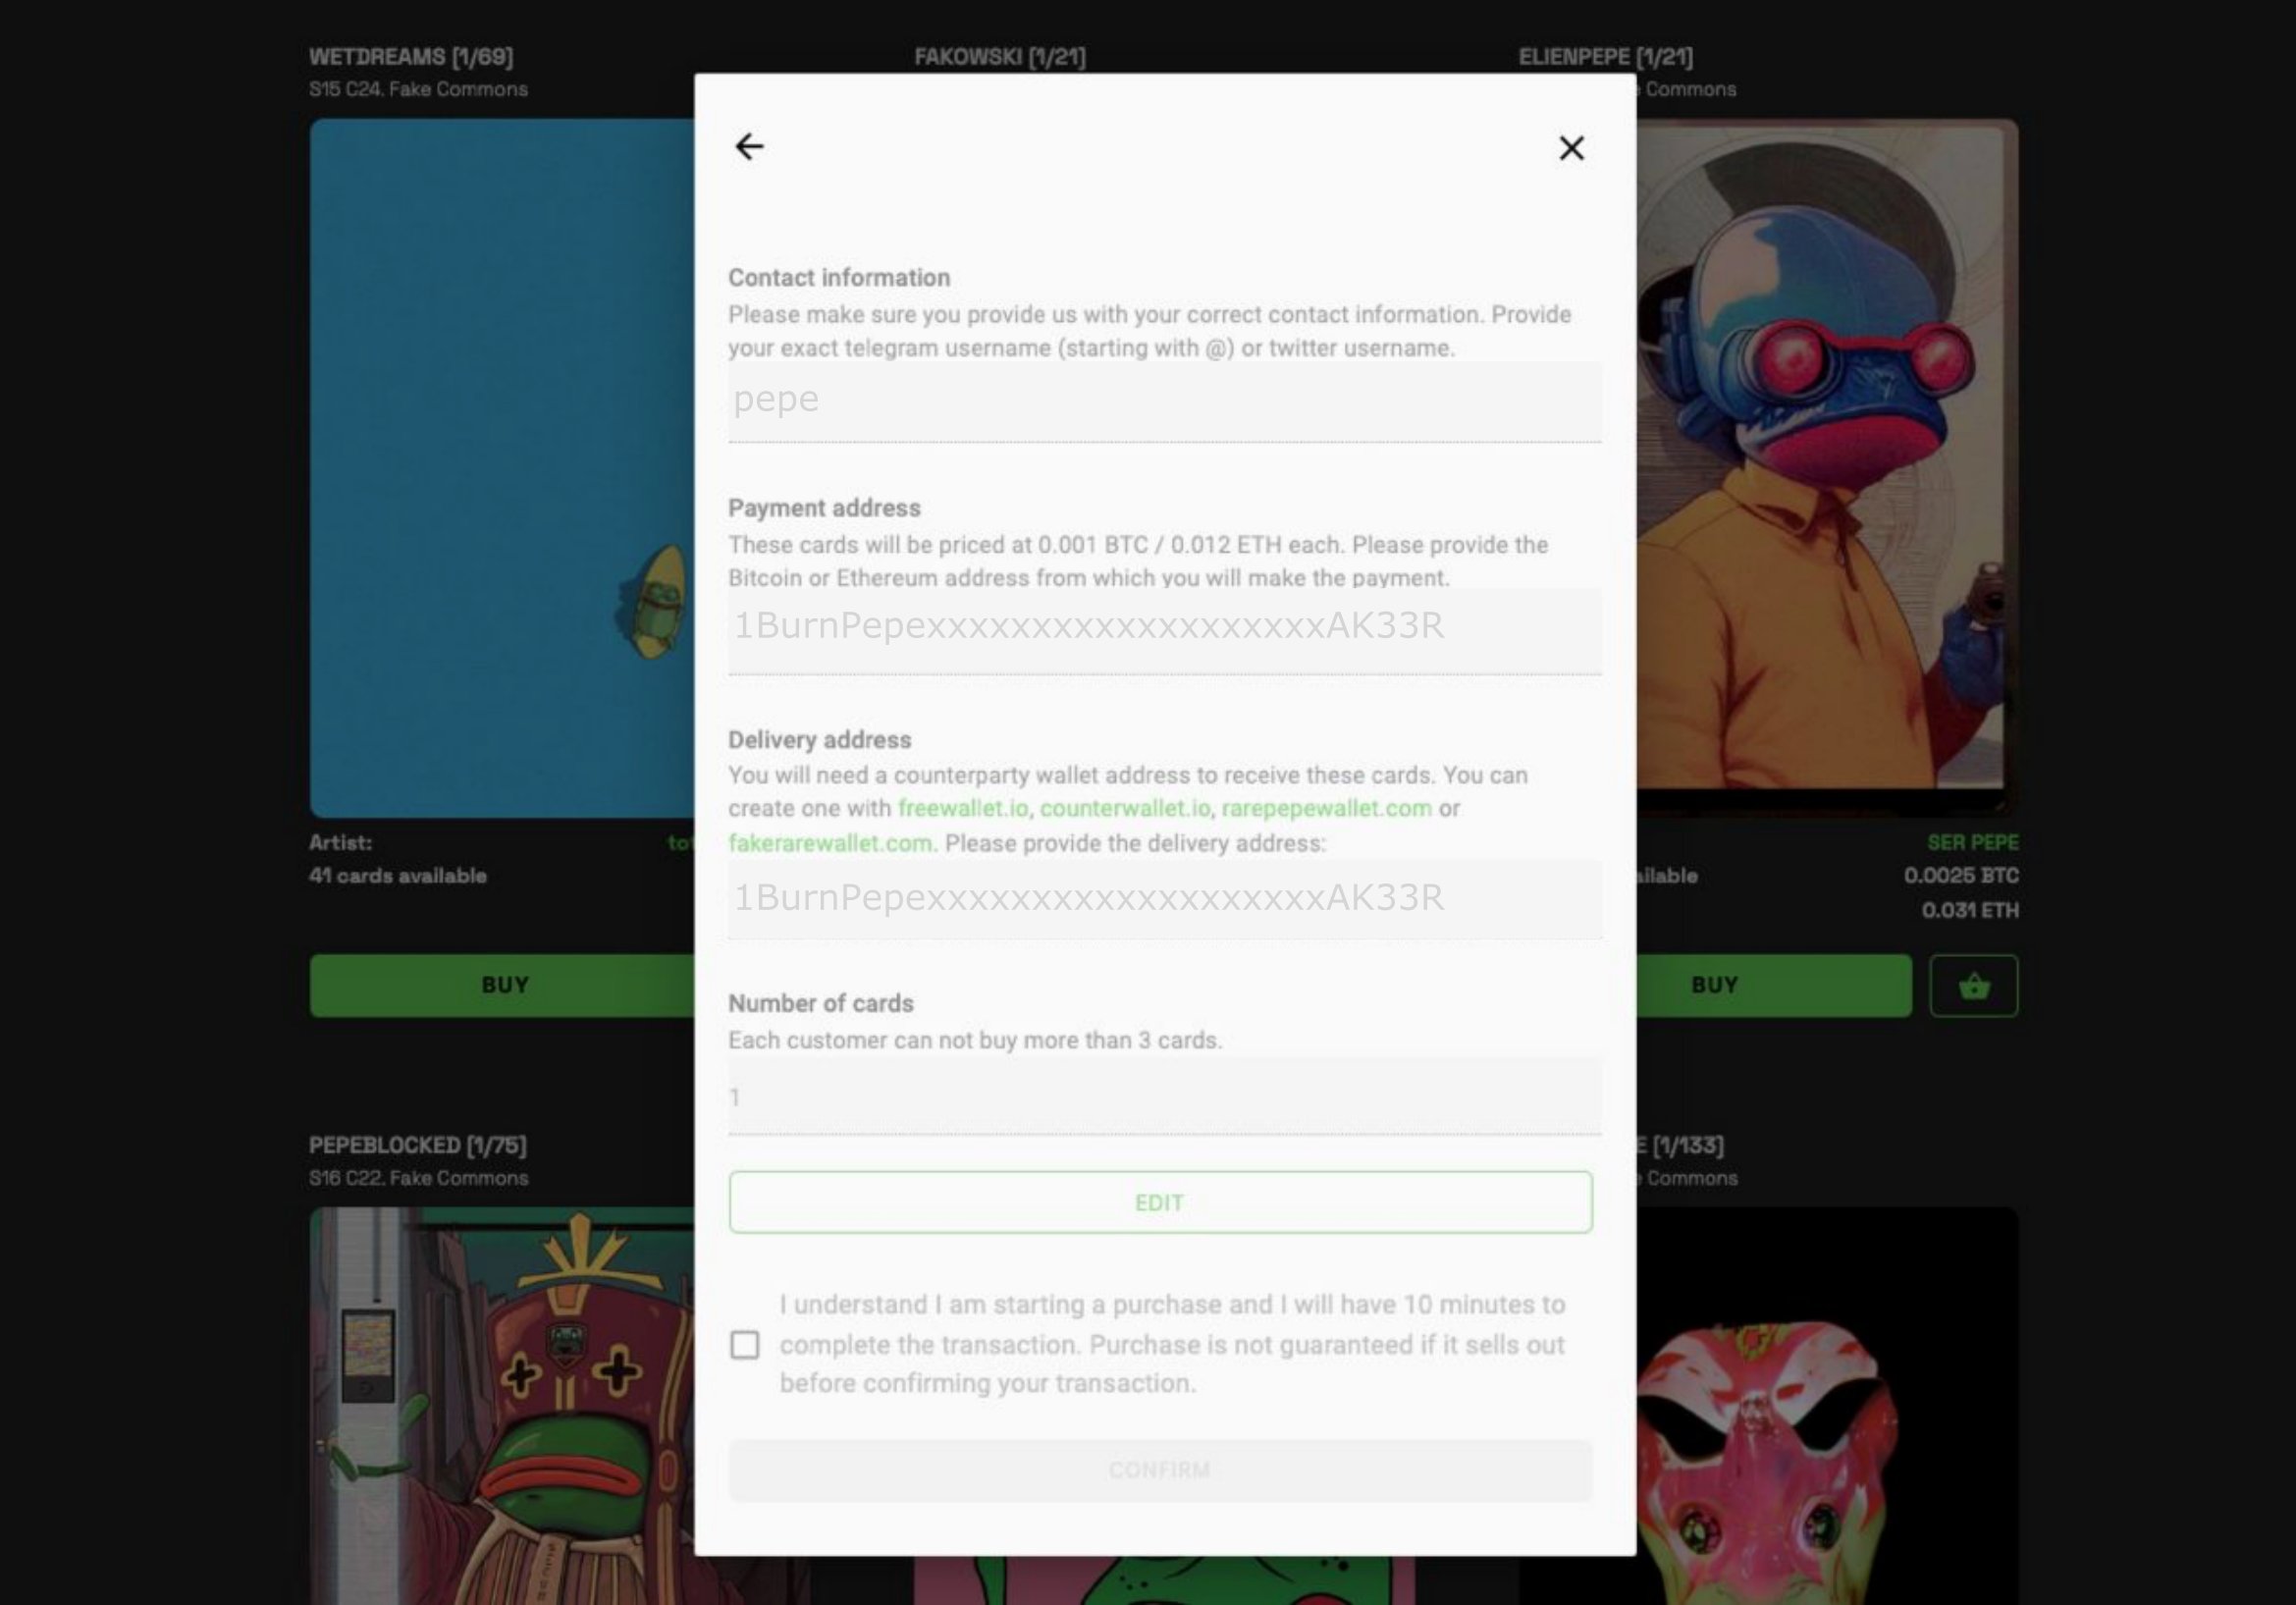 WETDREAMS [1/69]
S15 C24. Fake Commons
FAKOWSKI [1/21]
ELIENPEPE [1/21]
Commons
Contact information
Please make sure you provide us with your correct contact information. Provide
your exact telegram username (starting with @) or twitter username.
pepe
Payment address
These cards will be priced at 0.001 BTC / 0.012 ETH each. Please provide the
Bitcoin or Ethereum address from which you will make the payment.
1BurnPepexxxxxxxxxxxxxxxxxxxAK33R
Delivery address
You will need a counterparty wallet address to receive these cards. You can
create one with freewallet.io, counterwallet.io, rarepepewallet.com or
fakerarewallet.com. Please provide the delivery address:
1BurnPepexxxxxxxxxxxxxxxxxxxAK33R
Number of cards
Each customer can not buy more than 3 cards.
1
EDIT
I understand I am starting a purchase and I will have 10 minutes to
complete the transaction. Purchase is not guaranteed if it sells out
before confirming your transaction.
CONFIRM
Artist:
41 cards available
BUY
SER PEPE
0.0025 BTC
0.031 ETH
BUY
PEPEBLOCKED [1/75]
S16 C22. Fake Commons
E [1/133]
Commons